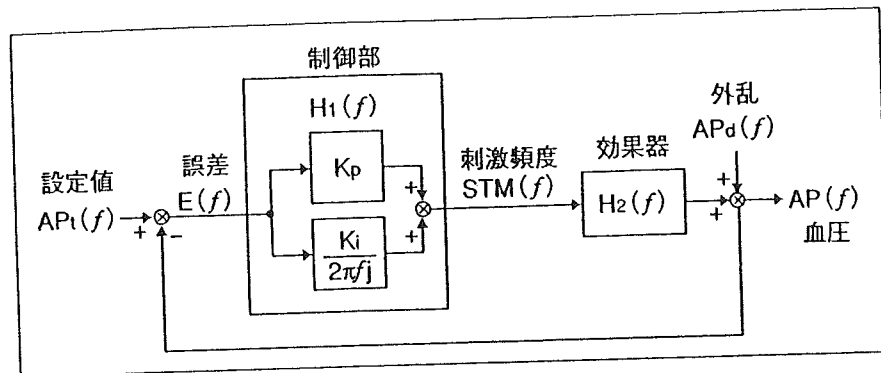 制御部
H1(f)
Kp
Ki
2πfj
設定値
APt(f)
誤差
E(f)
刺激頻度
STM(f)
効果器
H2(f)
外乱
APd(f)
AP(f)
血圧
+
−
+
+
+
+